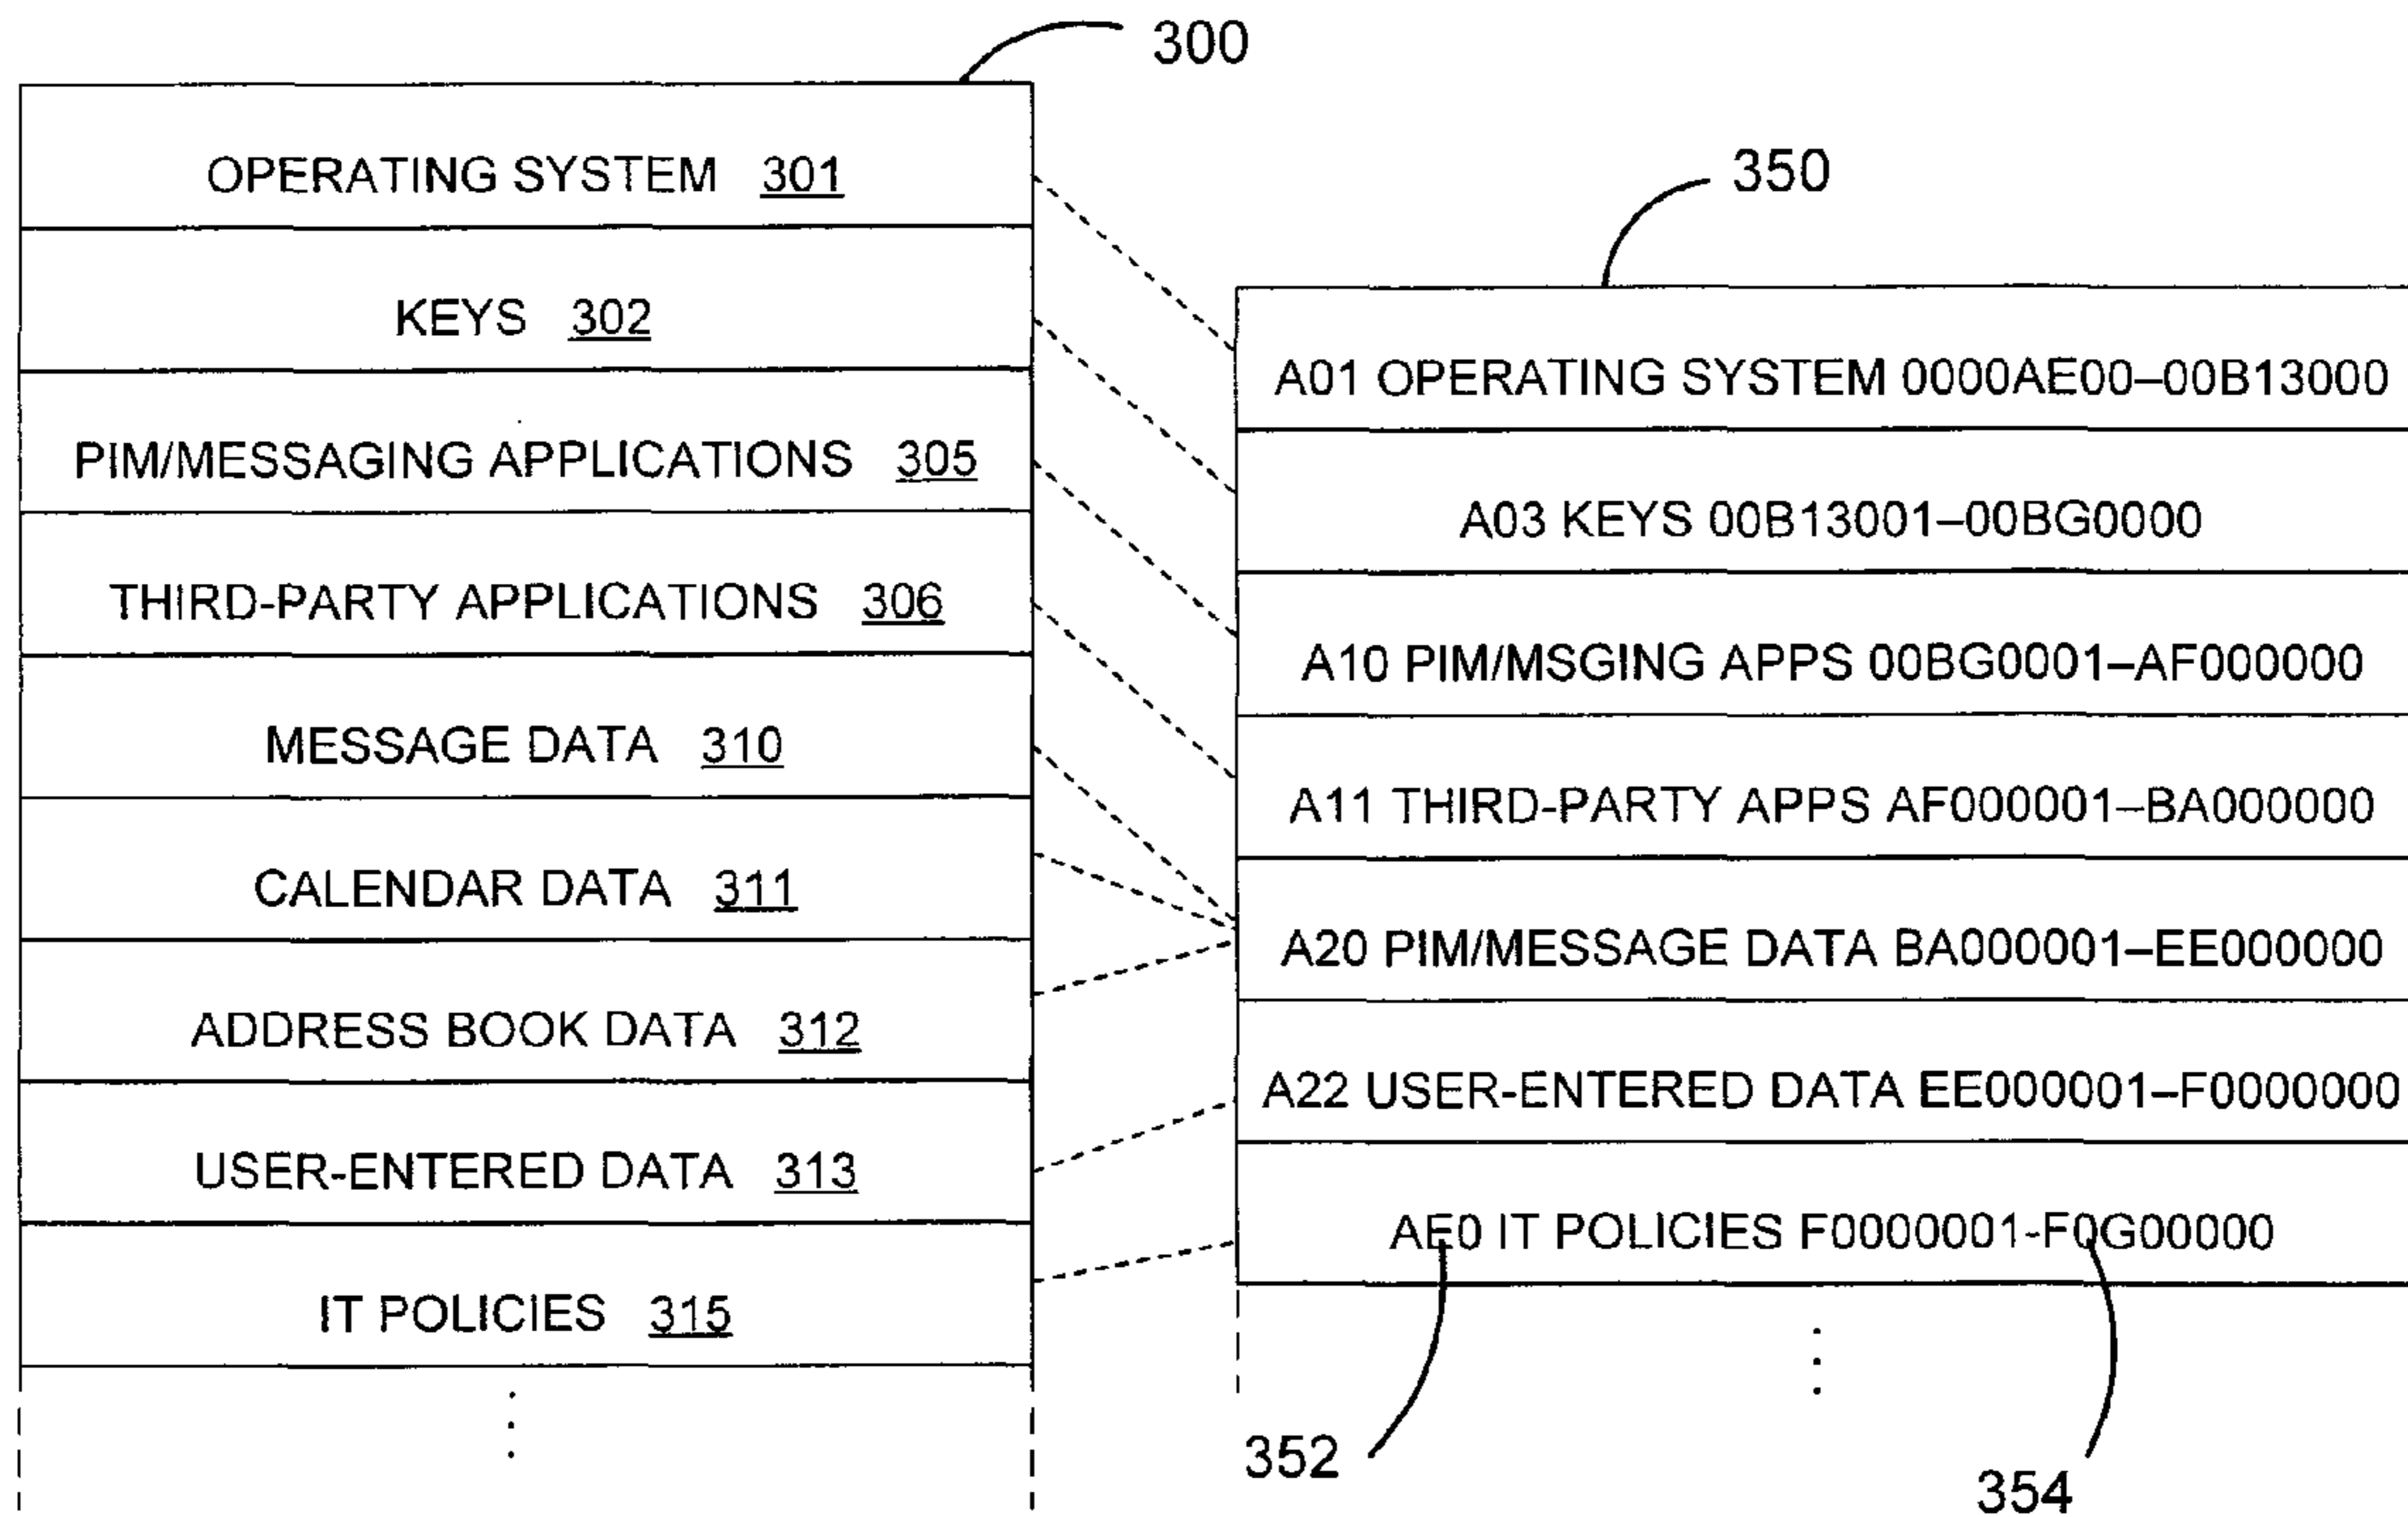 300
OPERATING SYSTEM 301
KEYS 302
PIM/MESSAGING APPLICATIONS 305
THIRD-PARTY APPLICATIONS 306
MESSAGE DATA 310
CALENDAR DATA 311
ADDRESS BOOK DATA 312
USER-ENTERED DATA 313
IT POLICIES 315
350
A01 OPERATING SYSTEM 0000AE00–00B13000
A03 KEYS 00B13001–00BG0000
A10 PIM/MSGING APPS 00BG0001–AF000000
A11 THIRD-PARTY APPS AF000001–BA000000
A20 PIM/MESSAGE DATA BA000001–EE000000
A22 USER-ENTERED DATA EE000001–F0000000
AE0 IT POLICIES F0000001-F0G00000
352
354